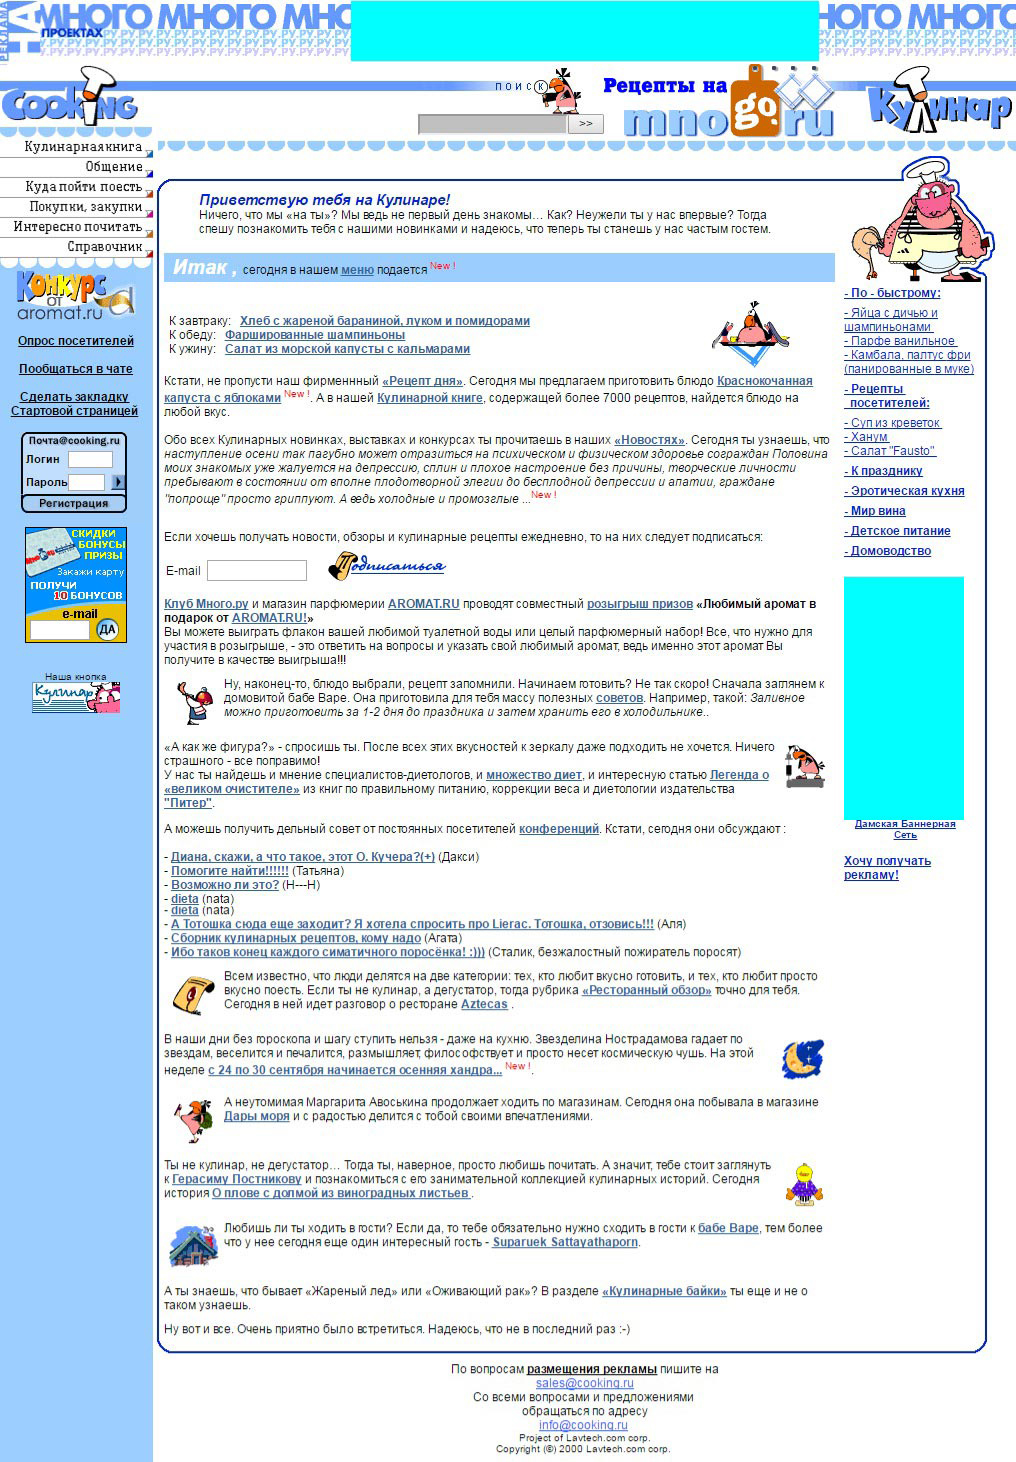 РЕКЛАМА
МНОГО МНОГО МНОГО МНОГО
ПРОЕКТАХ
Cooking
ПОИСК
>>
Рецепты на
mnogo.ru
Кулинар
Кулинарная книга
Общение
Куда пойти поесть
Покупки, закупки
Интересно почитать
Справочник
Конкурс
от
aromat.ru
Опрос посетителей
Пообщаться в чате
Сделать закладку
Стартовой страницей
Почта@cooking.ru
Логин
Пароль
Регистрация
СКИДКИ
БОНУСЫ
ПРИЗЫ
Закажи карту
ПОЛУЧИ
10 БОНУСОВ
e-mail
ДА
Наша кнопка
Кулинар
Приветствую тебя на Кулинаре!
Ничего, что мы «на ты»? Мы ведь не первый день знакомы... Как? Неужели ты у нас впервые? Тогда
спешу познакомить тебя с нашими новинками и надеюсь, что теперь ты станешь у нас частым гостем.
Итак , сегодня в нашем меню подается New !
К завтраку: Хлеб с жареной бараниной, луком и помидорами
К обеду: Фаршированные шампиньоны
К ужину: Салат из морской капусты с кальмарами
Кстати, не пропусти наш фирменнный «Рецепт дня». Сегодня мы предлагаем приготовить блюдо Краснокочанная
капуста с яблоками New ! . А в нашей Кулинарной книге, содержащей более 7000 рецептов, найдется блюдо на
любой вкус.
Обо всех Кулинарных новинках, выставках и конкурсах ты прочитаешь в наших «Новостях». Сегодня ты узнаешь, что
наступление осени так пагубно может отразиться на психическом и физическом здоровье сограждан Половина
моих знакомых уже жалуется на депрессию, сплин и плохое настроение без причины, творческие личности
пребывают в состоянии от вполне плодотворной элегии до бесплодной депрессии и апатии, граждане
"попроще" просто гриппуют. А ведь холодные и промозглые ...New !
Если хочешь получать новости, обзоры и кулинарные рецепты ежедневно, то на них следует подписаться:
E-mail
Подписаться
Клуб Много.ру и магазин парфюмерии AROMAT.RU проводят совместный розыгрыш призов «Любимый аромат в
подарок от AROMAT.RU!»
Вы можете выиграть флакон вашей любимой туалетной воды или целый парфюмерный набор! Все, что нужно для
участия в розыгрыше, - это ответить на вопросы и указать свой любимый аромат, ведь именно этот аромат Вы
получите в качестве выигрыша!!!
Ну, наконец-то, блюдо выбрали, рецепт запомнили. Начинаем готовить? Не так скоро! Сначала заглянем к
домовитой бабе Варе. Она приготовила для тебя массу полезных советов. Например, такой: Заливное
можно приготовить за 1-2 дня до праздника и затем хранить его в холодильнике..
«А как же фигура?» - спросишь ты. После всех этих вкусностей к зеркалу даже подходить не хочется. Ничего
страшного - все поправимо!
У нас ты найдешь и мнение специалистов-диетологов, и множество диет, и интересную статью Легенда о
«великом очистителе» из книг по правильному питанию, коррекции веса и диетологии издательства
"Питер".
А можешь получить дельный совет от постоянных посетителей конференций. Кстати, сегодня они обсуждают :
- Диана, скажи, а что такое, этот О. Кучера?(+) (Дакси)
- Помогите найти!!!!!! (Татьяна)
- Возможно ли это? (Н---Н)
- dieta (nata)
- dieta (nata)
- А Тотошка сюда еще заходит? Я хотела спросить про Lierac. Тотошка, отзовись!!! (Аля)
- Сборник кулинарных рецептов, кому надо (Агата)
- Ибо таков конец каждого симатичного поросёнка! :))) (Сталик, безжалостный пожиратель поросят)
Всем известно, что люди делятся на две категории: тех, кто любит вкусно готовить, и тех, кто любит просто
вкусно поесть. Если ты не кулинар, а дегустатор, тогда рубрика «Ресторанный обзор» точно для тебя.
Сегодня в ней идет разговор о ресторане Aztecas .
В наши дни без гороскопа и шагу ступить нельзя - даже на кухню. Звезделина Нострадамова гадает по
звездам, веселится и печалится, размышляет, философствует и просто несет космическую чушь. На этой
неделе с 24 по 30 сентября начинается осенняя хандра... New ! .
А неутомимая Маргарита Авоськина продолжает ходить по магазинам. Сегодня она побывала в магазине
Дары моря и с радостью делится с тобой своими впечатлениями.
Ты не кулинар, не дегустатор... Тогда ты, наверное, просто любишь почитать. А значит, тебе стоит заглянуть
к Герасиму Постникову и познакомиться с его занимательной коллекцией кулинарных историй. Сегодня
история О плове с долмой из виноградных листьев .
Любишь ли ты ходить в гости? Если да, то тебе обязательно нужно сходить в гости к бабе Варе, тем более
что у нее сегодня еще один интересный гость - Suparuek Sattayathaporn.
А ты знаешь, что бывает «Жареный лед» или «Оживающий рак»? В разделе «Кулинарные байки» ты еще и не о
таком узнаешь.
Ну вот и все. Очень приятно было встретиться. Надеюсь, что не в последний раз :-)
- По - быстрому:
- Яйца с дичью и
шампиньонами
- Парфе ванильное
- Камбала, палтус фри
(панированные в муке)
- Рецепты
посетителей:
- Суп из креветок
- Ханум
- Салат "Fausto"
- К празднику
- Эротическая кухня
- Мир вина
- Детское питание
- Домоводство
Дамская Баннерная
Сеть
Хочу получать
рекламу!
По вопросам размещения рекламы пишите на
sales@cooking.ru
Со всеми вопросами и предложениями
обращаться по адресу
info@cooking.ru
Project of Lavtech.com corp.
Copyright (©) 2000 Lavtech.com corp.